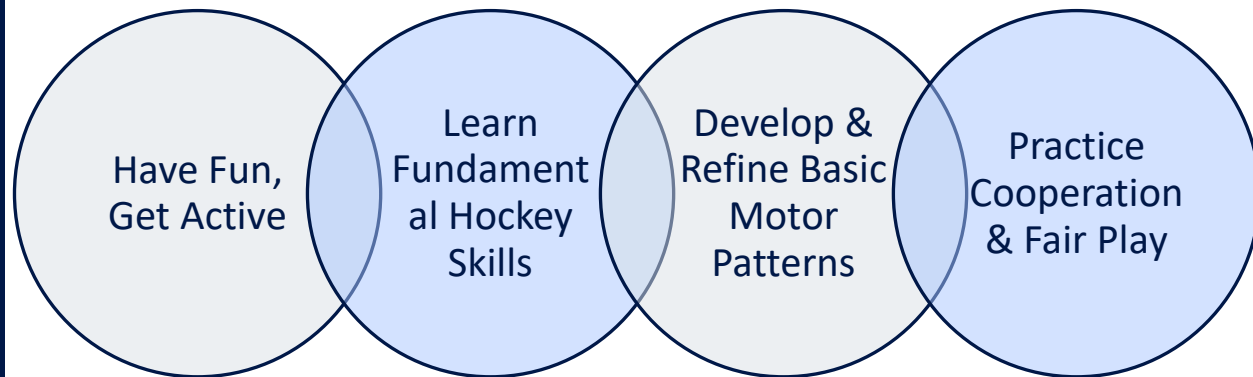 Have Fun,
Get Active
Learn
Fundament
al Hockey
Skills
Develop &
Refine Basic
Motor
Patterns
Practice
Cooperation
& Fair Play